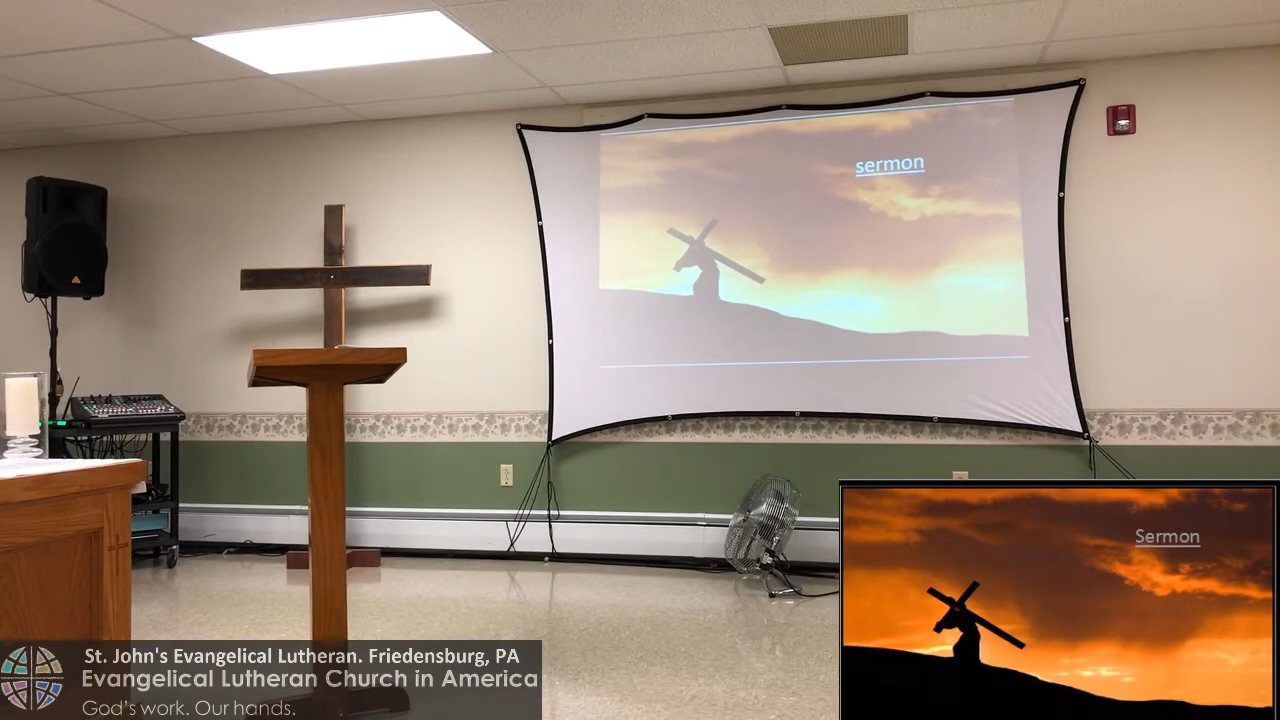 sermon
Sermon
St. John's Evangelical Lutheran. Friedensburg, PA
Evangelical Lutheran Church in America
God's work. Our hands.